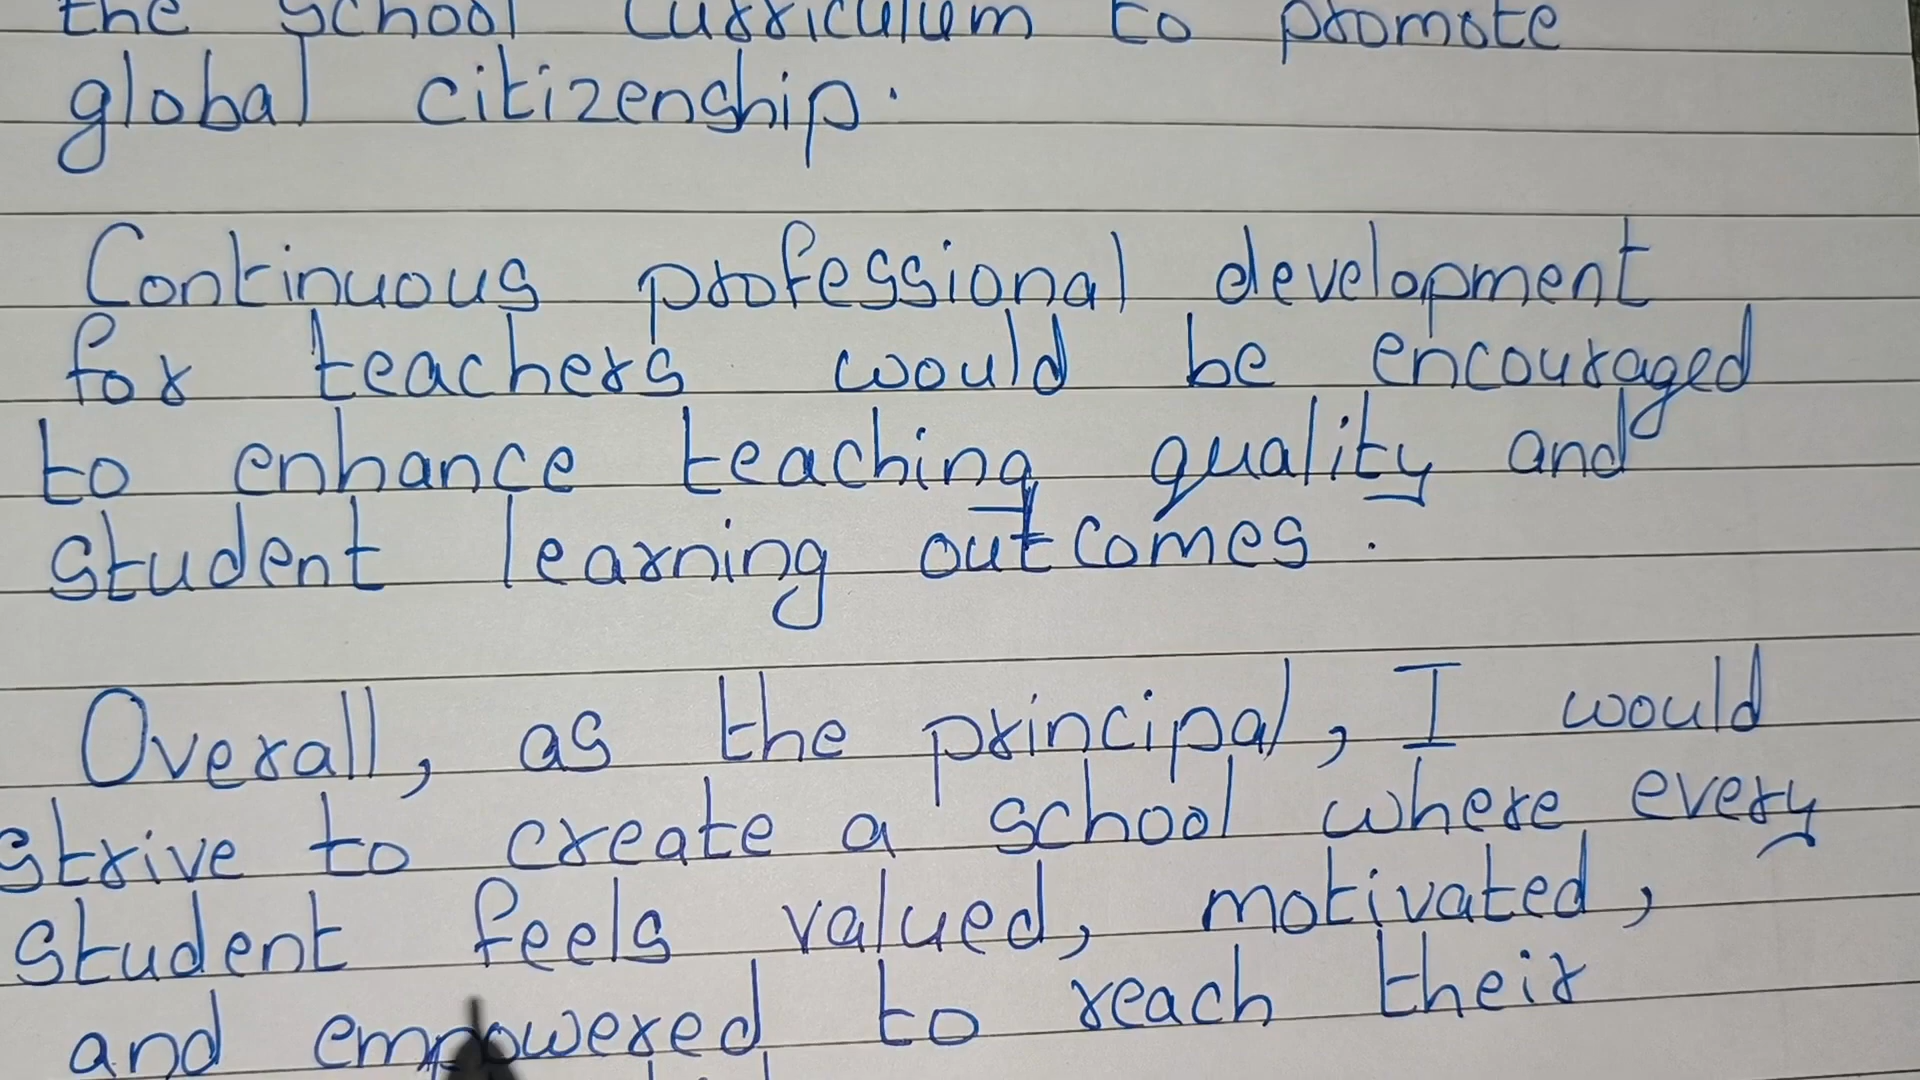 the school curriculum to promote
global citizenship.
Continuous professional development
for teachers would be encouraged
to enhance teaching quality and
student learning outcomes.
Overall, as the principal, I would
strive to create a school where every
student feels valued, motivated,
and empowered to reach their